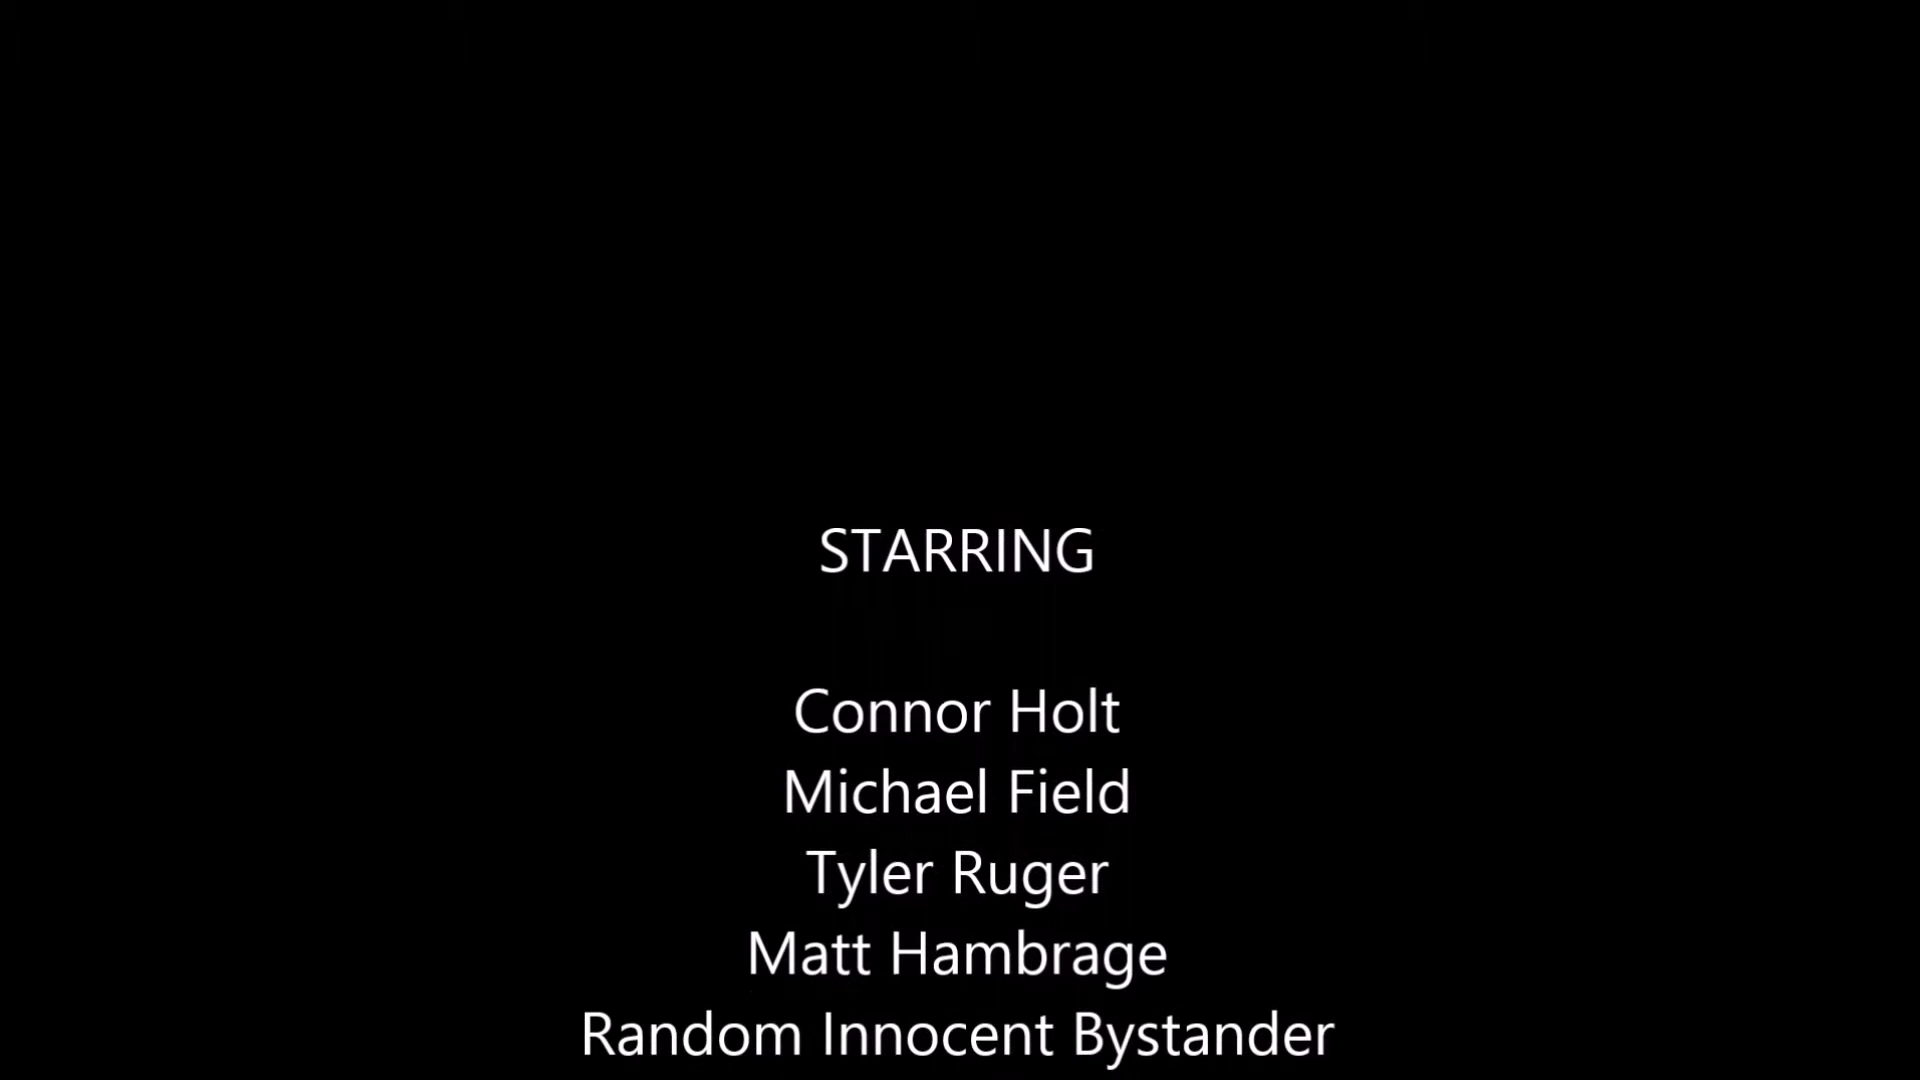 STARRING
Connor Holt
Michael Field
Tyler Ruger
Matt Hambrage
Random Innocent Bystander